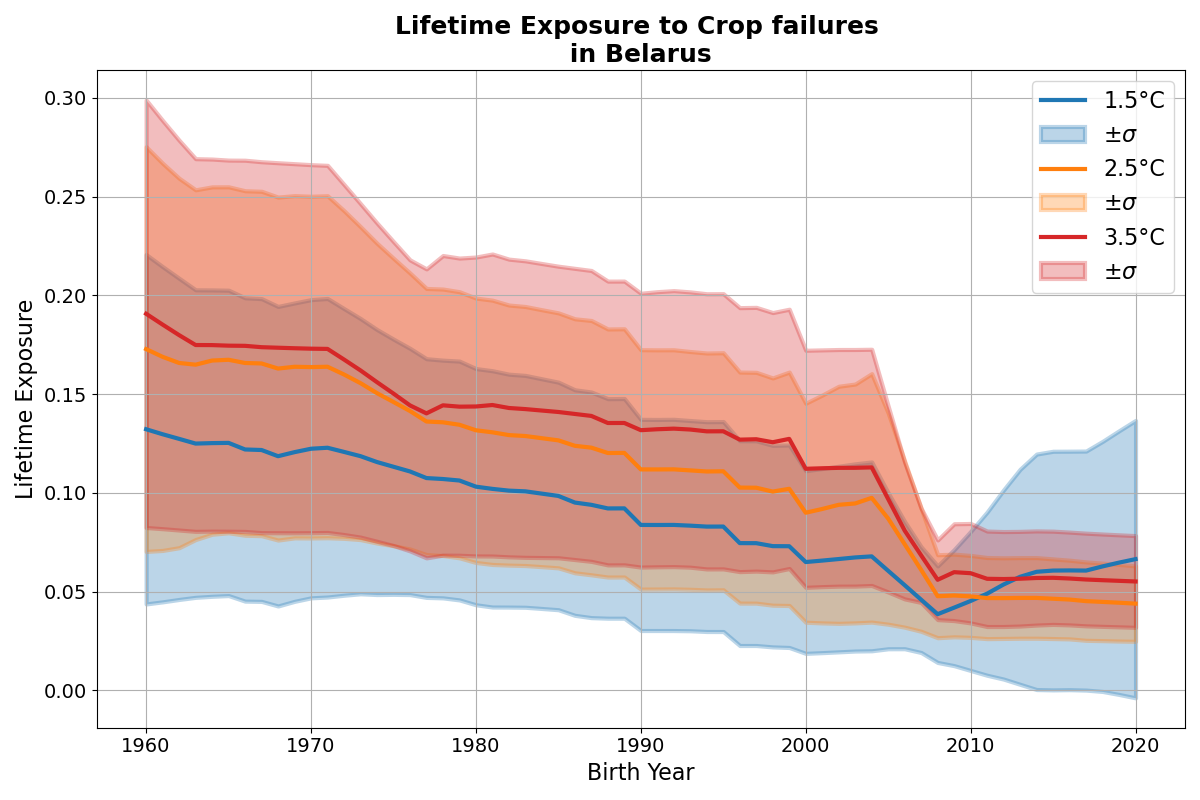 Lifetime Exposure to Crop failures
in Belarus
1.5°C
±σ
2.5°C
±σ
3.5°C
±σ
Lifetime Exposure
0.30
0.25
0.20
0.15
0.10
0.05
0.00
1960
1970
1980
1990
2000
2010
2020
Birth Year